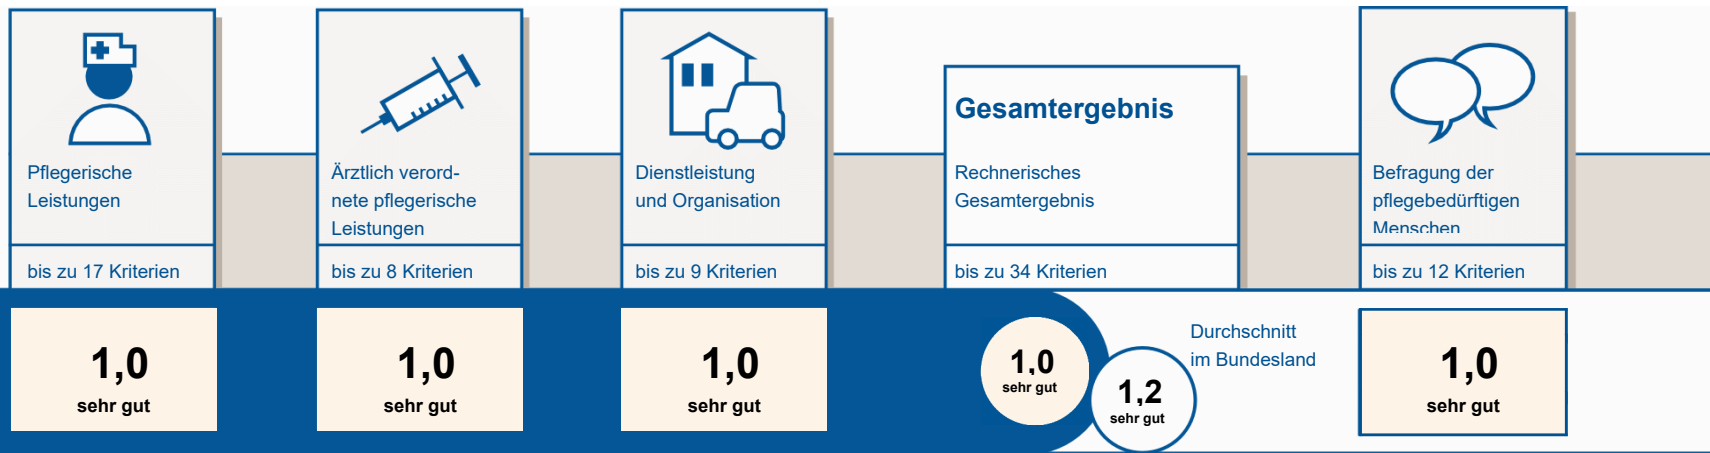 Pflegerische
Leistungen
bis zu 17 Kriterien
1,0
sehr gut
Ärztlich verord-
nete pflegerische
Leistungen
bis zu 8 Kriterien
1,0
sehr gut
Dienstleistung
und Organisation
bis zu 9 Kriterien
1,0
sehr gut
Gesamtergebnis
Rechnerisches
Gesamtergebnis
bis zu 34 Kriterien
1,0
sehr gut
1,2
sehr gut
Durchschnitt
im Bundesland
Befragung der
pflegebedürftigen
Menschen
bis zu 12 Kriterien
1,0
sehr gut